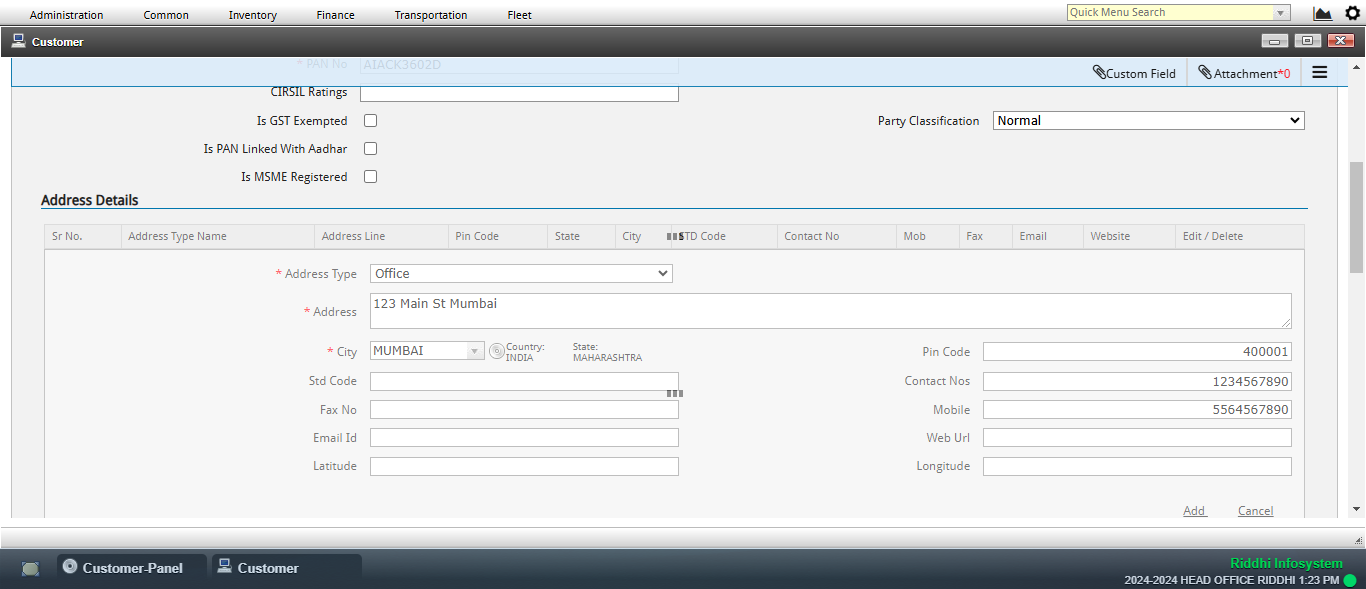 Administration Common Inventory Finance Transportation Fleet Quick Menu Search
Customer
* PAN No AIACK3602D Custom Field Attachment*0
CIRSIL Ratings
Is GST Exempted Party Classification Normal
Is PAN Linked With Aadhar
Is MSME Registered
Address Details
Sr No. Address Type Name Address Line Pin Code State City STD Code Contact No Mob Fax Email Website Edit / Delete
* Address Type Office
* Address 123 Main St Mumbai
* City MUMBAI Country: INDIA State: MAHARASHTRA Pin Code 400001
Std Code Contact Nos 1234567890
Fax No Mobile 5564567890
Email Id Web Url
Latitude Longitude
Add Cancel
Customer-Panel Customer Riddhi Infosystem
2024-2024 HEAD OFFICE RIDDHI 1:23 PM